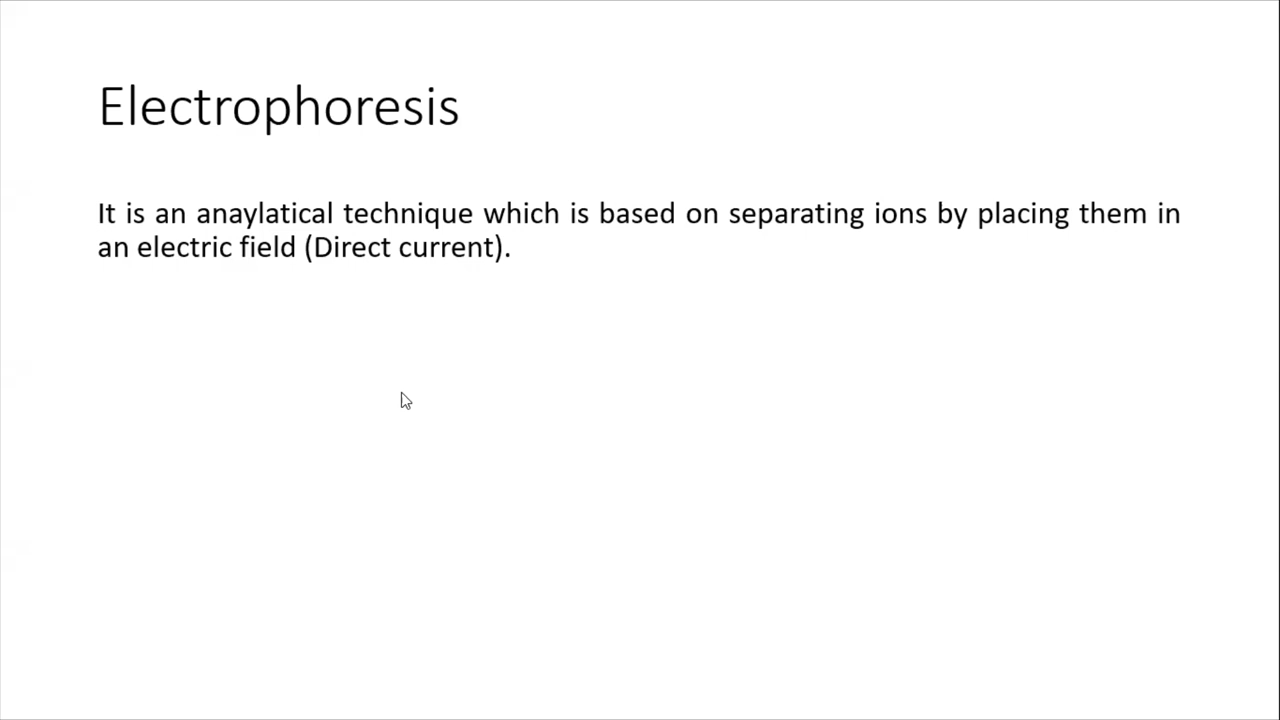 Electrophoresis
It is an anaylatical technique which is based on separating ions by placing them in
an electric field (Direct current).